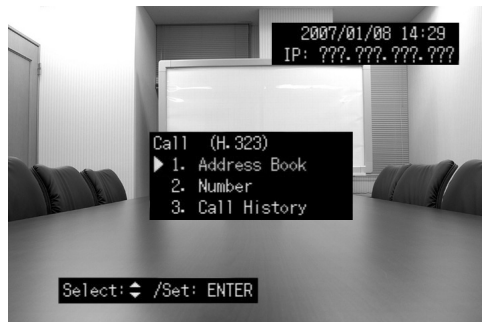 2007/01/08 14:29
IP: ???.???.???.???
Call (H.323)
▶ 1. Address Book
2. Number
3. Call History
Select: /Set: ENTER